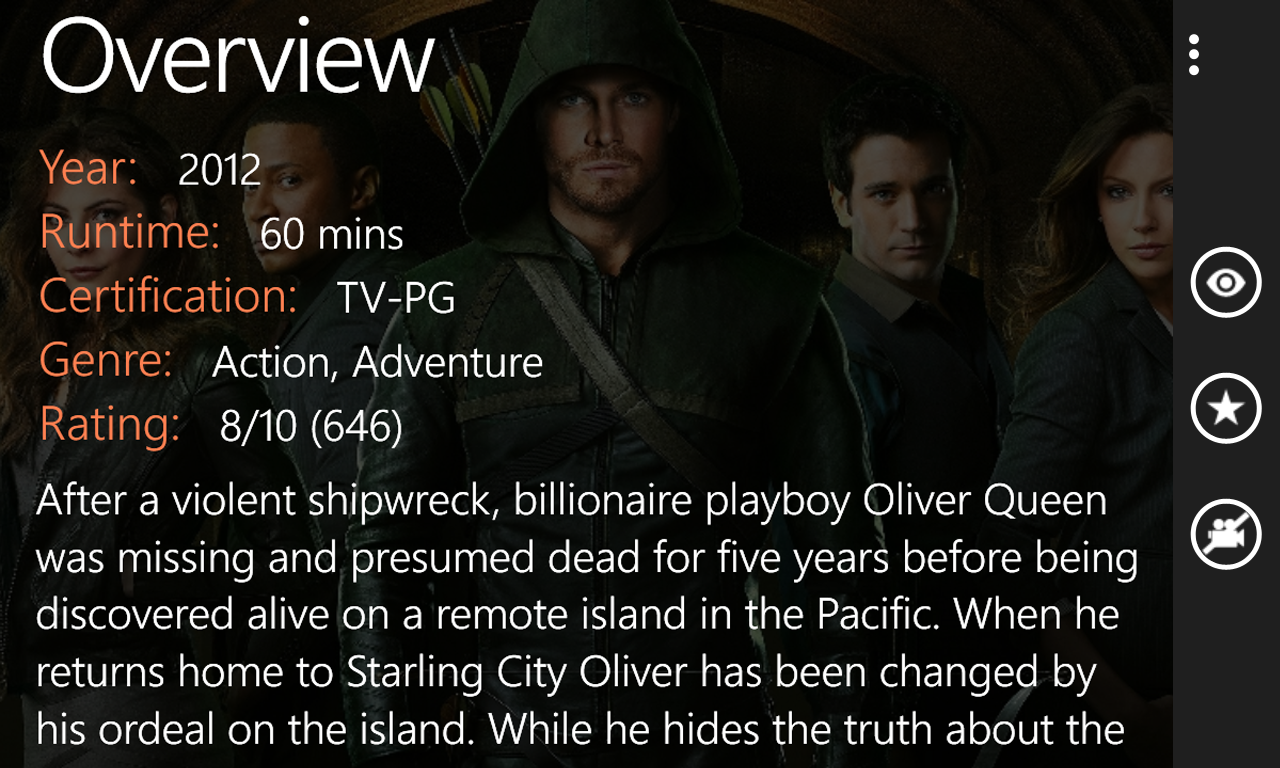 Overview
Year: 2012
Runtime: 60 mins
Certification: TV-PG
Genre: Action, Adventure
Rating: 8/10 (646)
After a violent shipwreck, billionaire playboy Oliver Queen
was missing and presumed dead for five years before being
discovered alive on a remote island in the Pacific. When he
returns home to Starling City Oliver has been changed by
his ordeal on the island. While he hides the truth about the